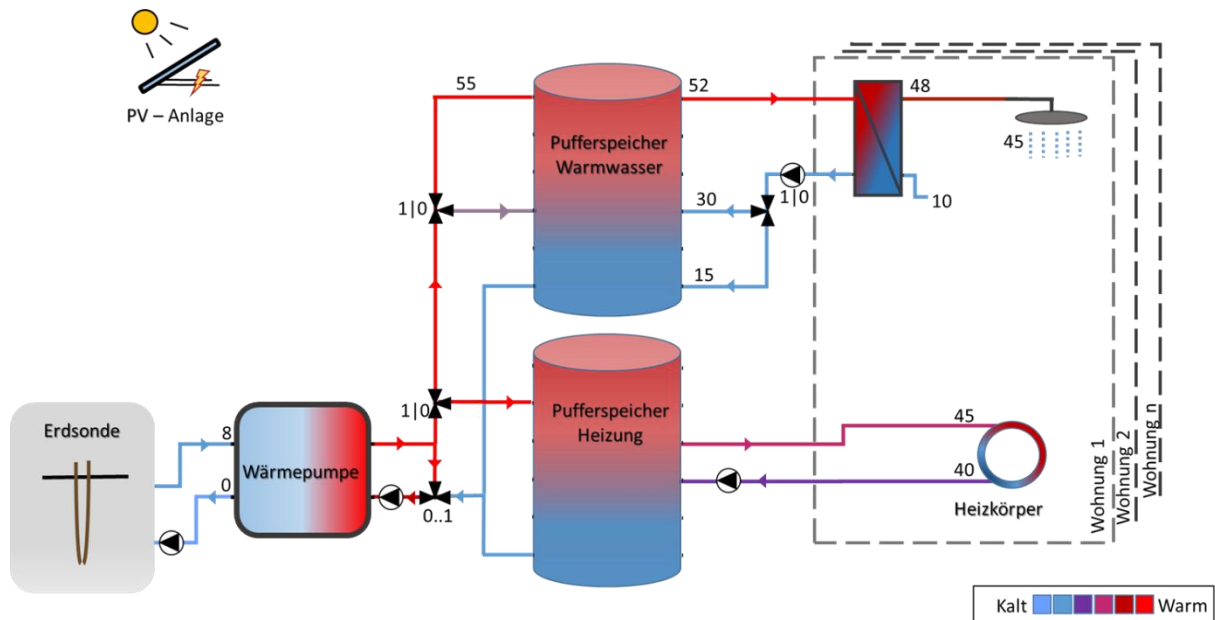 PV – Anlage
55
52
48
Pufferspeicher
Warmwasser
45
1|0
30
1|0
10
15
1|0
Pufferspeicher
Heizung
45
40
Heizkörper
Wohnung 1
Wohnung 2
Wohnung n
Erdsonde
8
0
Wärmepumpe
0..1
Kalt
Warm